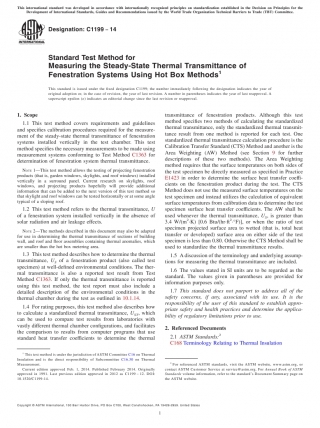 This international standard was developed in accordance with internationally recognized principles on standardization established in the Decision on Principles for the
Development of International Standards, Guides and Recommendations issued by the World Trade Organization Technical Barriers to Trade (TBT) Committee.
Designation: C1199 – 14
Standard Test Method for
Measuring the Steady-State Thermal Transmittance of
Fenestration Systems Using Hot Box Methods¹
This standard is issued under the fixed designation C1199; the number immediately following the designation indicates the year of
original adoption or, in the case of revision, the year of last revision. A number in parentheses indicates the year of last reapproval. A
superscript epsilon (ε) indicates an editorial change since the last revision or reapproval.
1. Scope
1.1 This test method covers requirements and guidelines
and specifies calibration procedures required for the measure-
ment of the steady-state thermal transmittance of fenestration
systems installed vertically in the test chamber. This test
method specifies the necessary measurements to be made using
measurement systems conforming to Test Method C1363 for
determination of fenestration system thermal transmittance.
NOTE 1—This test method allows the testing of projecting fenestration
products (that is, garden windows, skylights, and roof windows) installed
vertically in a surround panel. Current research on skylights, roof
windows, and projecting products hopefully will provide additional
information that can be added to the next version of this test method so
that skylight and roof windows can be tested horizontally or at some angle
typical of a sloping roof.
1.2 This test method refers to the thermal transmittance, U
of a fenestration system installed vertically in the absence of
solar radiation and air leakage effects.
NOTE 2—The methods described in this document may also be adapted
for use in determining the thermal transmittance of sections of building
wall, and roof and floor assemblies containing thermal anomalies, which
are smaller than the hot box metering area.
1.3 This test method describes how to determine the thermal
transmittance, U_S of a fenestration product (also called test
specimen) at well-defined environmental conditions. The ther-
mal transmittance is also a reported test result from Test
Method C1363. If only the thermal transmittance is reported
using this test method, the test report must also include a
detailed description of the environmental conditions in the
thermal chamber during the test as outlined in 10.1.14.
1.4 For rating purposes, this test method also describes how
to calculate a standardized thermal transmittance, U_ST, which
can be used to compare test results from laboratories with
vastly different thermal chamber configurations, and facilitates
the comparison to results from computer programs that use
standard heat transfer coefficients to determine the thermal
¹ This test method is under the jurisdiction of ASTM Committee C16 on Thermal
Insulation and is the direct responsibility of Subcommittee C16.30 on Thermal
Measurement.
Current edition approved Feb. 1, 2014. Published February 2014. Originally
approved in 1991. Last previous edition approved in 2012 as C1199 – 12. DOI:
10.1520/C1199-14.
transmittance of fenestration products. Although this test
method specifies two methods of calculating the standardized
thermal transmittance, only the standardized thermal transmit-
tance result from one method is reported for each test. One
standardized thermal transmittance calculation procedure is the
Calibration Transfer Standard (CTS) Method and another is the
Area Weighting (AW) Method (see Section 9 for further
descriptions of these two methods). The Area Weighting
method requires that the surface temperatures on both sides of
the test specimen be directly measured as specified in Practice
E1423 in order to determine the surface heat transfer coeffi-
cients on the fenestration product during the test. The CTS
Method does not use the measured surface temperatures on the
test specimen and instead utilizes the calculation of equivalent
surface temperatures from calibration data to determine the test
specimen surface heat transfer coefficients. The AW shall be
used whenever the thermal transmittance, U_S, is greater than
3.4 W/(m²·K) [0.6 Btu/(hr·ft²·°F)], or when the ratio of test
specimen projected surface area to wetted (that is, total heat
transfer or developed) surface area on either side of the test
specimen is less than 0.80. Otherwise the CTS Method shall be
used to standardize the thermal transmittance results.
1.5 A discussion of the terminology and underlying assump-
tions for measuring the thermal transmittance are included.
1.6 The values stated in SI units are to be regarded as the
standard. The values given in parentheses are provided for
information purposes only.
1.7 This standard does not purport to address all of the
safety concerns, if any, associated with its use. It is the
responsibility of the user of this standard to establish appro-
priate safety and health practices and determine the applica-
bility of regulatory limitations prior to use.
2. Referenced Documents
2.1 ASTM Standards:²
C168 Terminology Relating to Thermal Insulation
² For referenced ASTM standards, visit the ASTM website, www.astm.org, or
contact ASTM Customer Service at service@astm.org. For Annual Book of ASTM
Standards volume information, refer to the standard's Document Summary page on
the ASTM website.
Copyright © ASTM International, 100 Barr Harbor Drive, PO Box C700, West Conshohocken, PA 19428-2959. United States
1